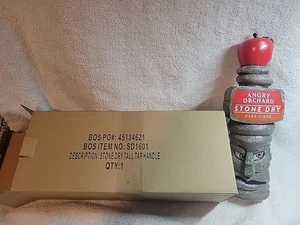 BOS PO#: 45134621
BOS ITEM NO.: SD1601
DESCRIPTION: STONE DRY TALL TAP HANDLE
QTY: 1
ANGRY
ORCHARD
STONE DRY
HARD CIDER